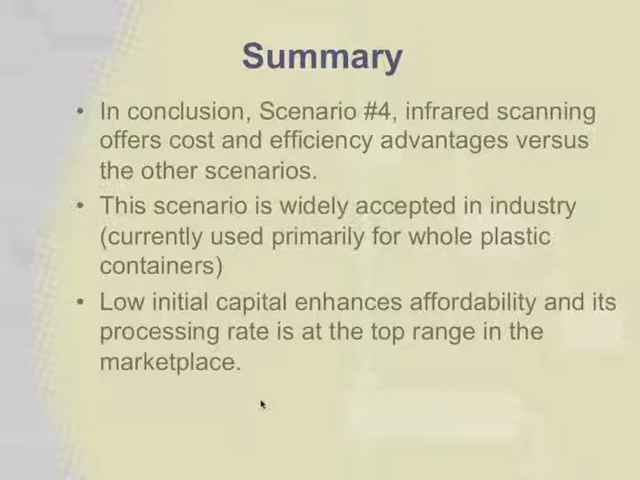 Summary
• In conclusion, Scenario #4, infrared scanning
offers cost and efficiency advantages versus
the other scenarios.
• This scenario is widely accepted in industry
(currently used primarily for whole plastic
containers)
• Low initial capital enhances affordability and its
processing rate is at the top range in the
marketplace.